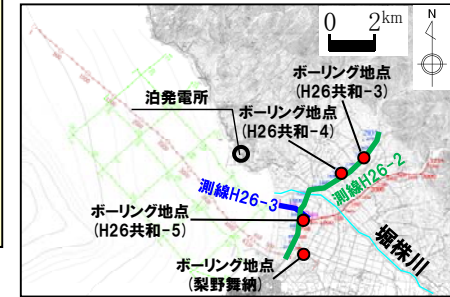 0 2km
N
ボーリング地点
(H26共和-3)
ボーリング地点
(H26共和-4)
泊発電所
測線H26-2
測線H26-3
ボーリング地点
(H26共和-5)
堀株川
ボーリング地点
(梨野舞納)